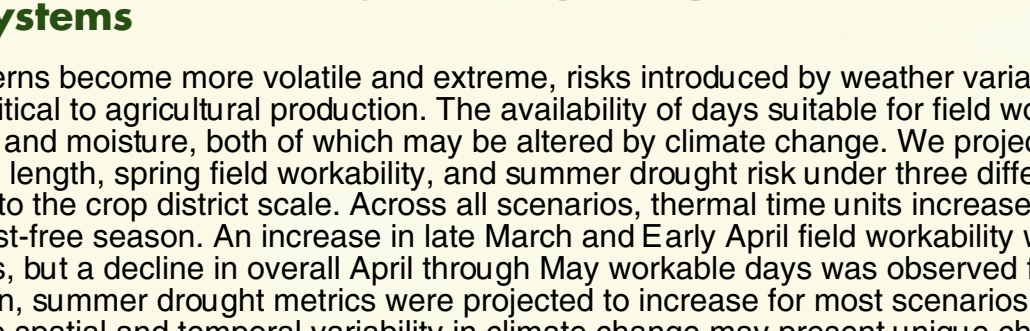 ystems
erns become more volatile and extreme, risks introduced by weather varia
itical to agricultural production. The availability of days suitable for field wo
and moisture, both of which may be altered by climate change. We projec
length, spring field workability, and summer drought risk under three diffe
to the crop district scale. Across all scenarios, thermal time units increase
st-free season. An increase in late March and Early April field workability w
s, but a decline in overall April through May workable days was observed f
n, summer drought metrics were projected to increase for most scenarios
spatial and temporal variability in climate change may present unique